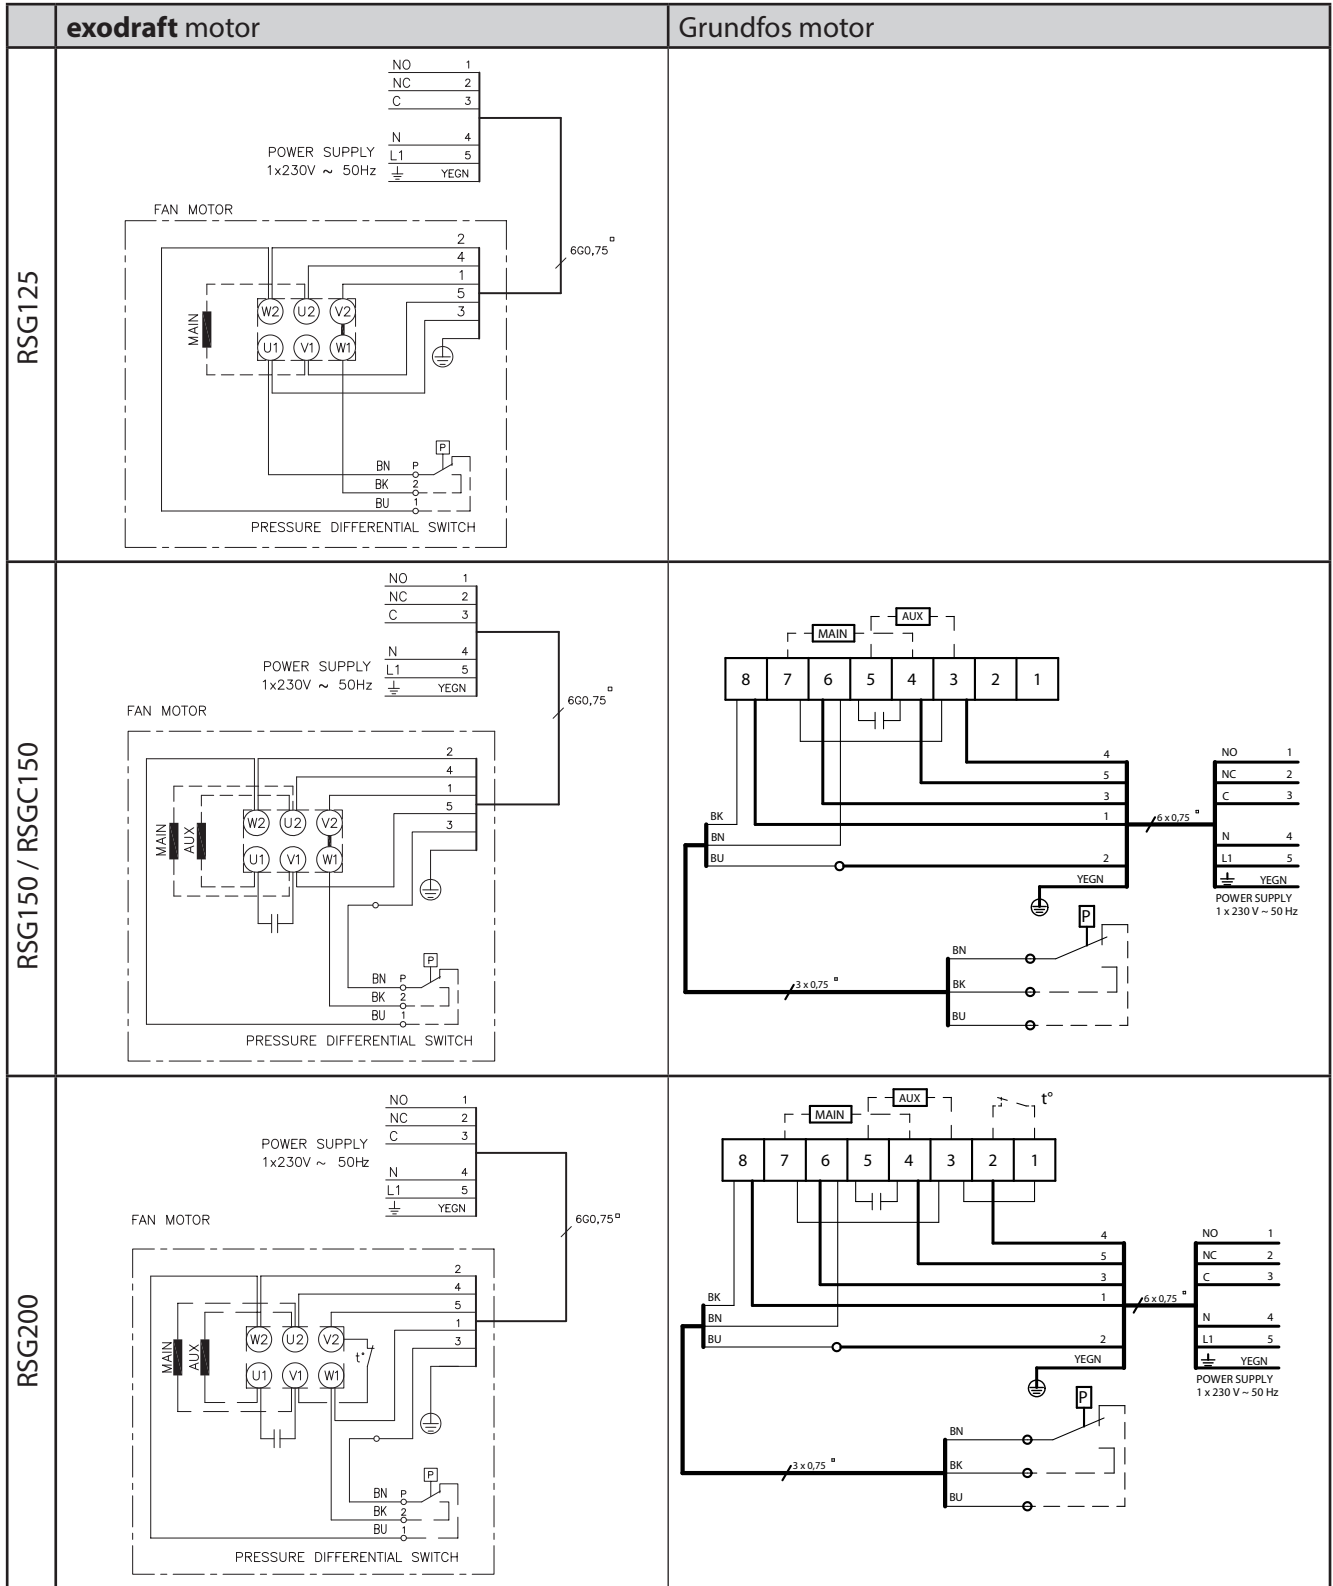 exodraft motor
Grundfos motor
RSG125
NO 1
NC 2
C 3
N 4
L1 5
YEGN
POWER SUPPLY
1x230V ~ 50Hz
FAN MOTOR
6G0,75
2
4
1
5
3
MAIN
W2 U2 V2
U1 V1 W1
P
BN P
BK 2
BU 1
PRESSURE DIFFERENTIAL SWITCH
RSG150 / RSGC150
NO 1
NC 2
C 3
N 4
L1 5
YEGN
POWER SUPPLY
1x230V ~ 50Hz
FAN MOTOR
6G0,75
2
4
1
5
3
MAIN
AUX
W2 U2 V2
U1 V1 W1
P
BN P
BK 2
BU 1
PRESSURE DIFFERENTIAL SWITCH
AUX
MAIN
8 7 6 5 4 3 2 1
4
5
3
1
2
YEGN
BK
BN
BU
6 x 0,75
NO 1
NC 2
C 3
N 4
L1 5
YEGN
POWER SUPPLY
1 x 230 V ~ 50 Hz
P
BN
BK
BU
3 x 0,75
RSG200
NO 1
NC 2
C 3
N 4
L1 5
YEGN
POWER SUPPLY
1x230V ~ 50Hz
FAN MOTOR
6G0,75
2
4
5
1
3
MAIN
AUX
W2 U2 V2
t°
U1 V1 W1
P
BN P
BK 2
BU 1
PRESSURE DIFFERENTIAL SWITCH
AUX
MAIN
t°
8 7 6 5 4 3 2 1
4
5
3
1
2
YEGN
BK
BN
BU
6 x 0,75
NO 1
NC 2
C 3
N 4
L1 5
YEGN
POWER SUPPLY
1 x 230 V ~ 50 Hz
P
BN
BK
BU
3 x 0,75